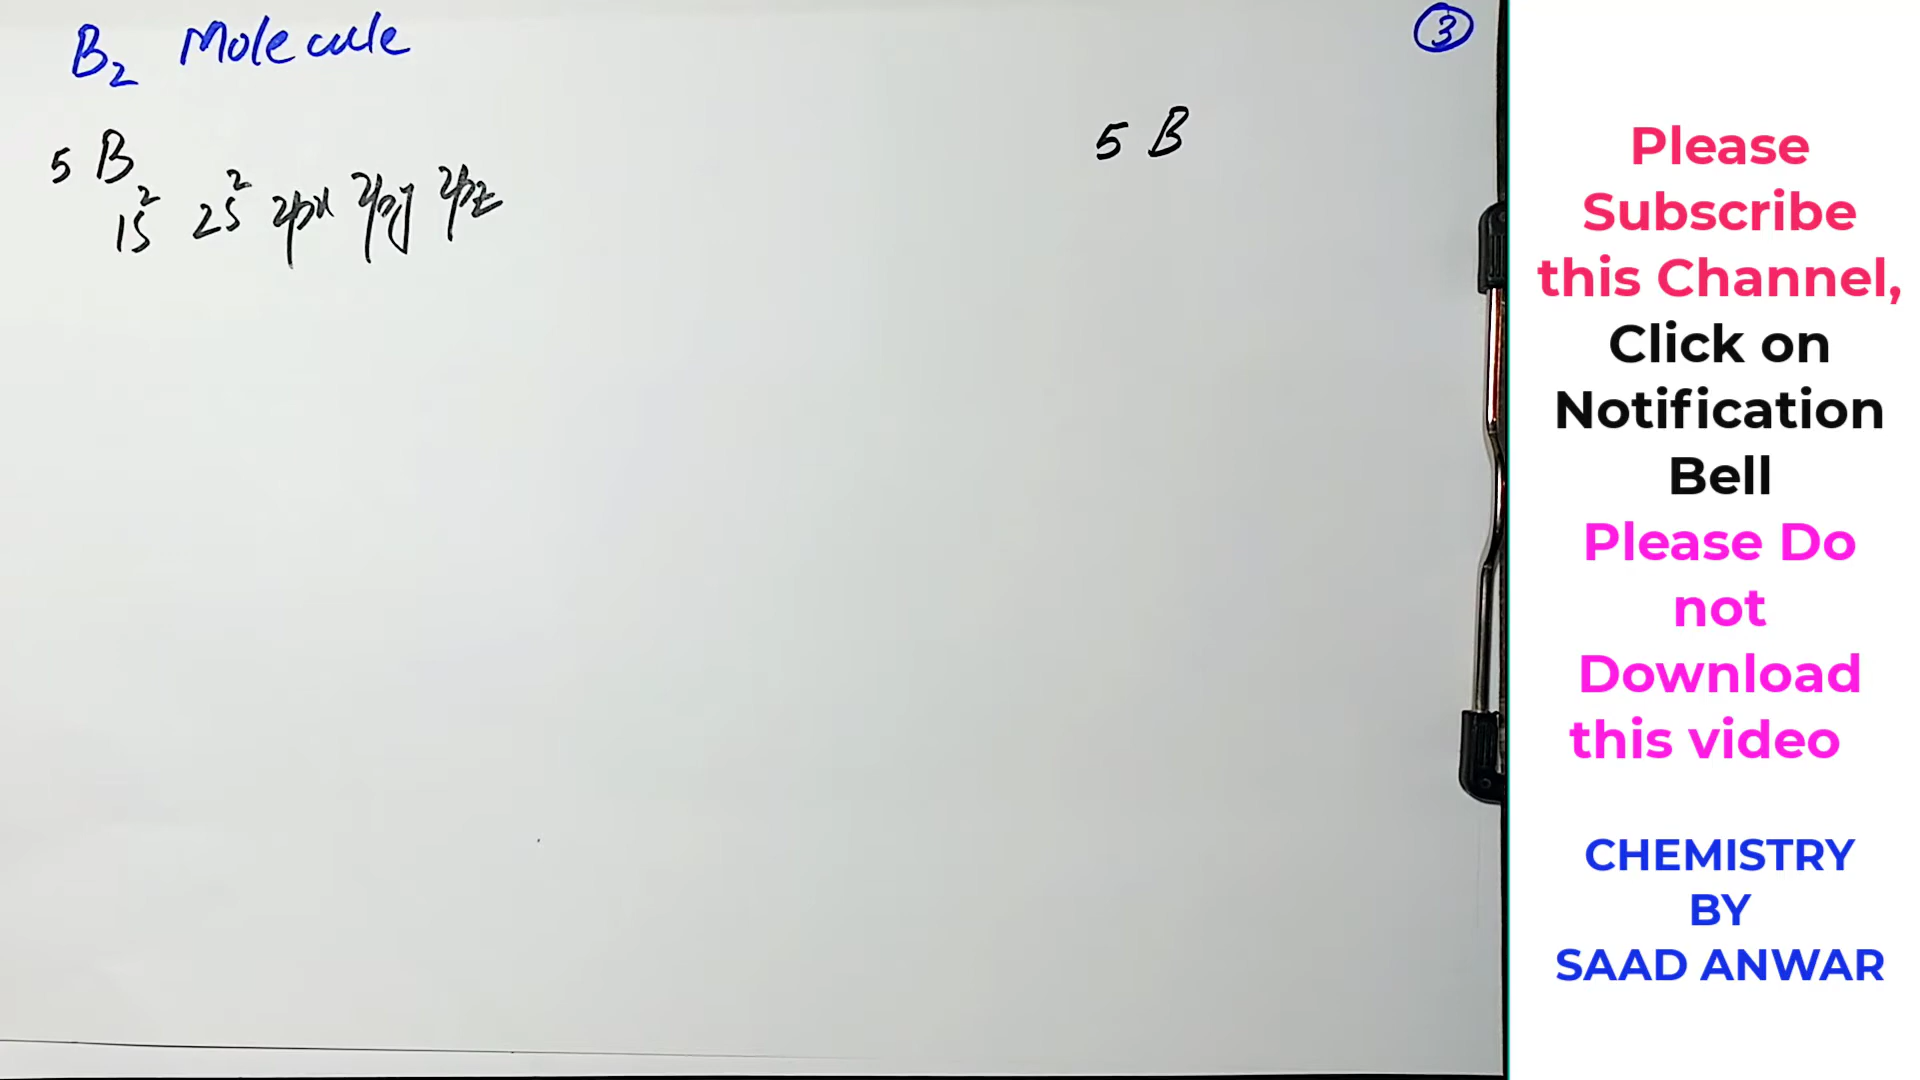 B₂ Molecule
③
5 B
5 B
1s² 2s² 2px 2py 2pz
Please
Subscribe
this Channel,
Click on
Notification
Bell
Please Do
not
Download
this video
CHEMISTRY
BY
SAAD ANWAR